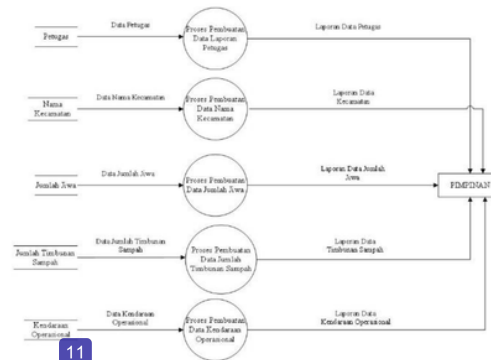 Petugas
Data Petugas
Proses Pembuatan
Data Laporan
Petugas
Laporan Data Petugas
Nama
Kecamatan
Data Nama Kecamatan
Proses Pembuatan
Data Nama
Kecamatan
Laporan Data
Kecamatan
Jumlah Jiwa
Data Jumlah Jiwa
Proses Pembuatan
Data Jumlah Jiwa
Laporan Data Jumlah
Jiwa
PIMPINAN
Jumlah Timbunan
Sampah
Data Jumlah Timbunan
Sampah
Proses Pembuatan
Data Jumlah
Timbunan Sampah
Laporan Data
Timbunan Sampah
Kendaraan
Operasional
Data Kendaraan
Operasional
Proses Pembuatan
Data Kendaraan
Operasional
Laporan Data
Kendaraan Operasional
11